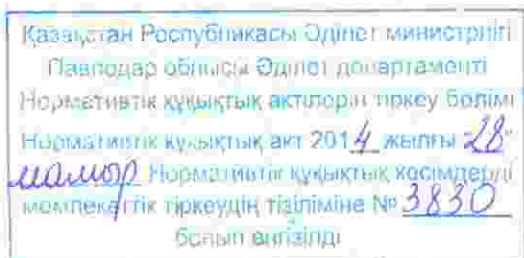 Қазақстан Республикасы Әділет министрлігі
Павлодар облысы Әділет департаменті
Нормативтік құқықтық актілерін тіркеу бөлімі
Нормативтік құқықтық акт 2014 жылғы "28"
мамыр Нормативтік құқықтық кесімдерді
мемлекеттік тіркеудің тізіліміне № 3830
болып енгізілді